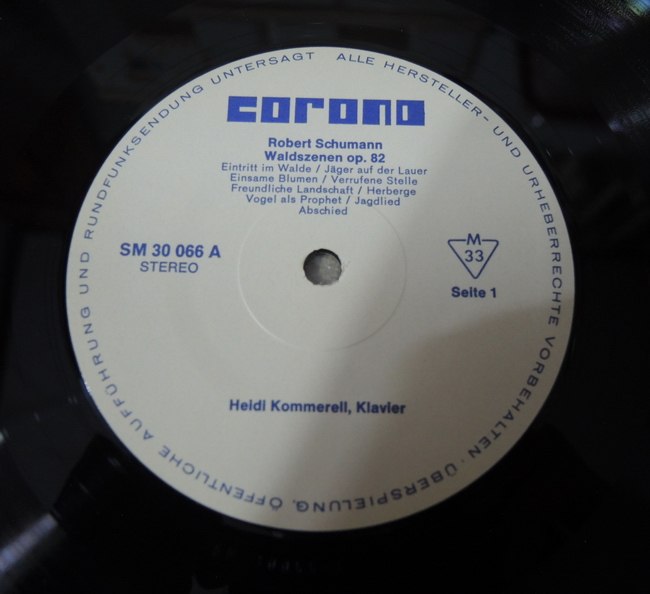 corona
Robert Schumann
Waldszenen op. 82
Eintritt im Walde / Jäger auf der Lauer
Einsame Blumen / Verrufene Stelle
Freundliche Landschaft / Herberge
Vogel als Prophet / Jagdlied
Abschied
SM 30 066 A
STEREO
M
33
Seite 1
Heidi Kommerell, Klavier
ALLE HERSTELLER- UND URHEBERRECHTE VORBEHALTEN · ÜBERSPIELUNG, ÖFFENTLICHE AUFFÜHRUNG UND RUNDFUNKSENDUNG UNTERSAGT